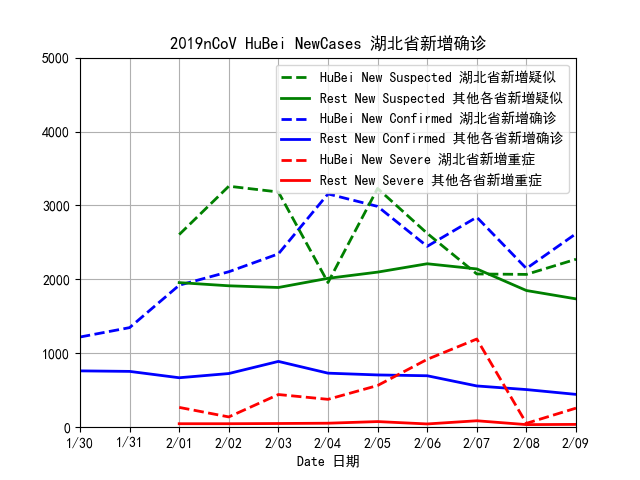 2019nCoV HuBei NewCases 湖北省新增确诊
HuBei New Suspected 湖北省新增疑似
Rest New Suspected 其他各省新增疑似
HuBei New Confirmed 湖北省新增确诊
Rest New Confirmed 其他各省新增确诊
HuBei New Severe 湖北省新增重症
Rest New Severe 其他各省新增重症
5000
4000
3000
2000
1000
0
1/30 1/31 2/01 2/02 2/03 2/04 2/05 2/06 2/07 2/08 2/09
Date 日期